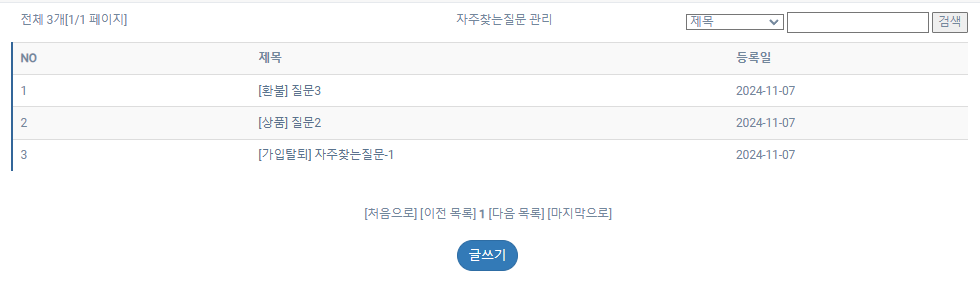 전체 3개[1/1 페이지] 자주찾는질문 관리 제목 검색
NO 제목 등록일
1 [환불] 질문3 2024-11-07
2 [상품] 질문2 2024-11-07
3 [가입탈퇴] 자주찾는질문-1 2024-11-07
[처음으로] [이전 목록] 1 [다음 목록] [마지막으로]
글쓰기